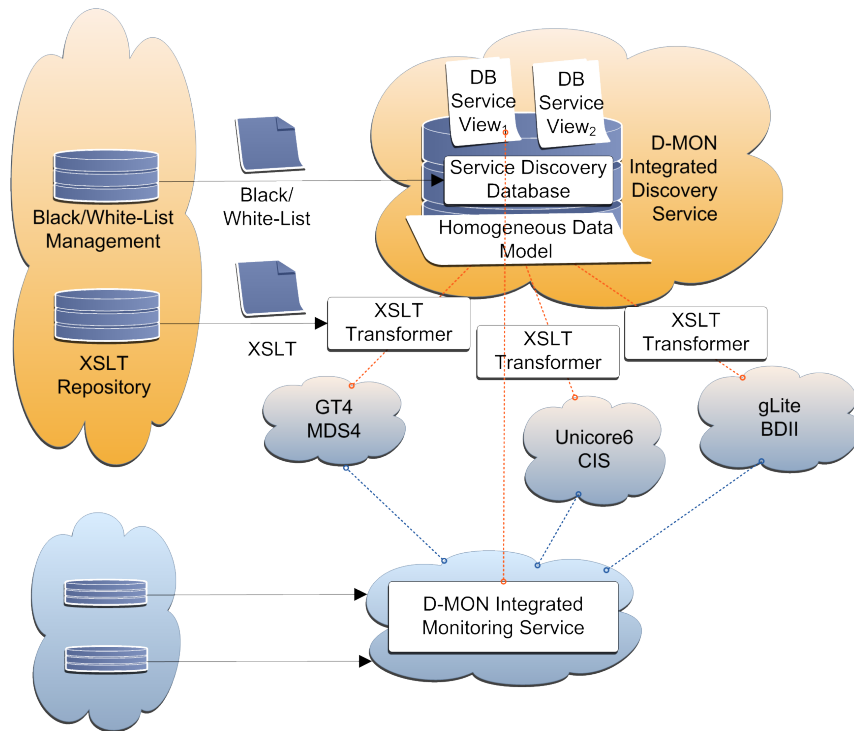 DB
Service
View1
DB
Service
View2
D-MON
Integrated
Discovery
Service
Service Discovery
Database
Black/White-List
Management
Black/
White-List
Homogeneous Data
Model
XSLT
Repository
XSLT
XSLT
Transformer
XSLT
Transformer
XSLT
Transformer
GT4
MDS4
Unicore6
CIS
gLite
BDII
D-MON Integrated
Monitoring Service